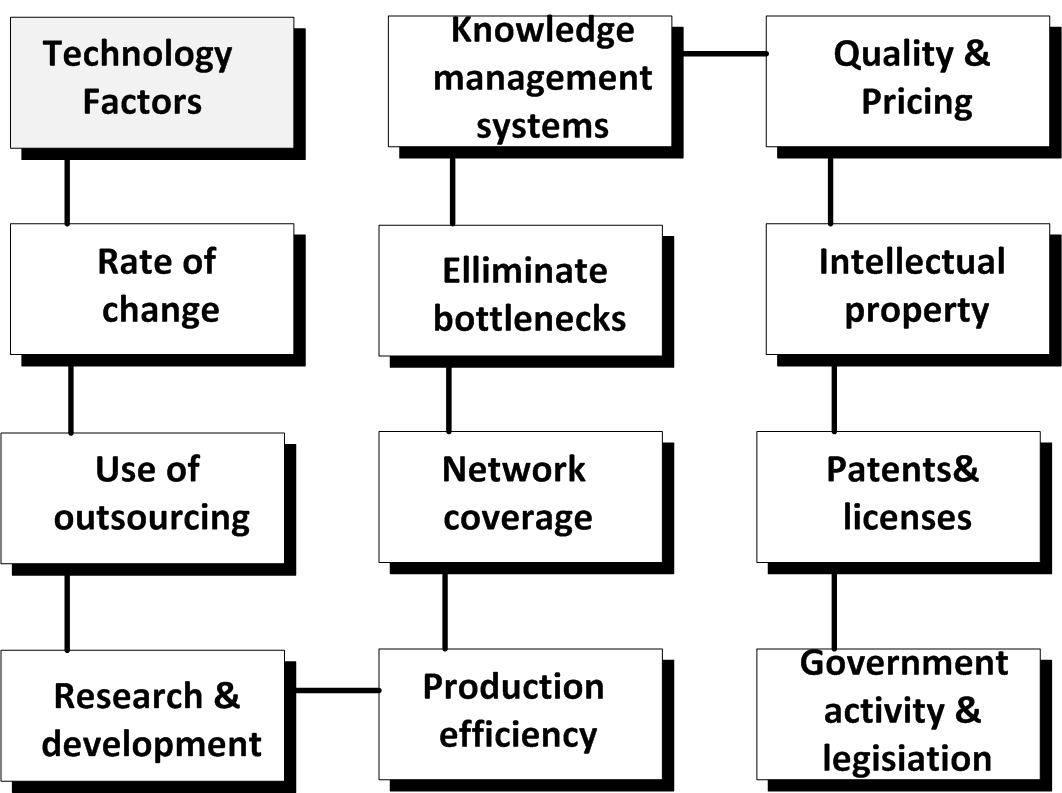 Technology
Factors
Rate of
change
Use of
outsourcing
Research &
development
Knowledge
management
systems
Elliminate
bottlenecks
Network
coverage
Production
efficiency
Quality &
Pricing
Intellectual
property
Patents&
licenses
Government
activity &
legisiation